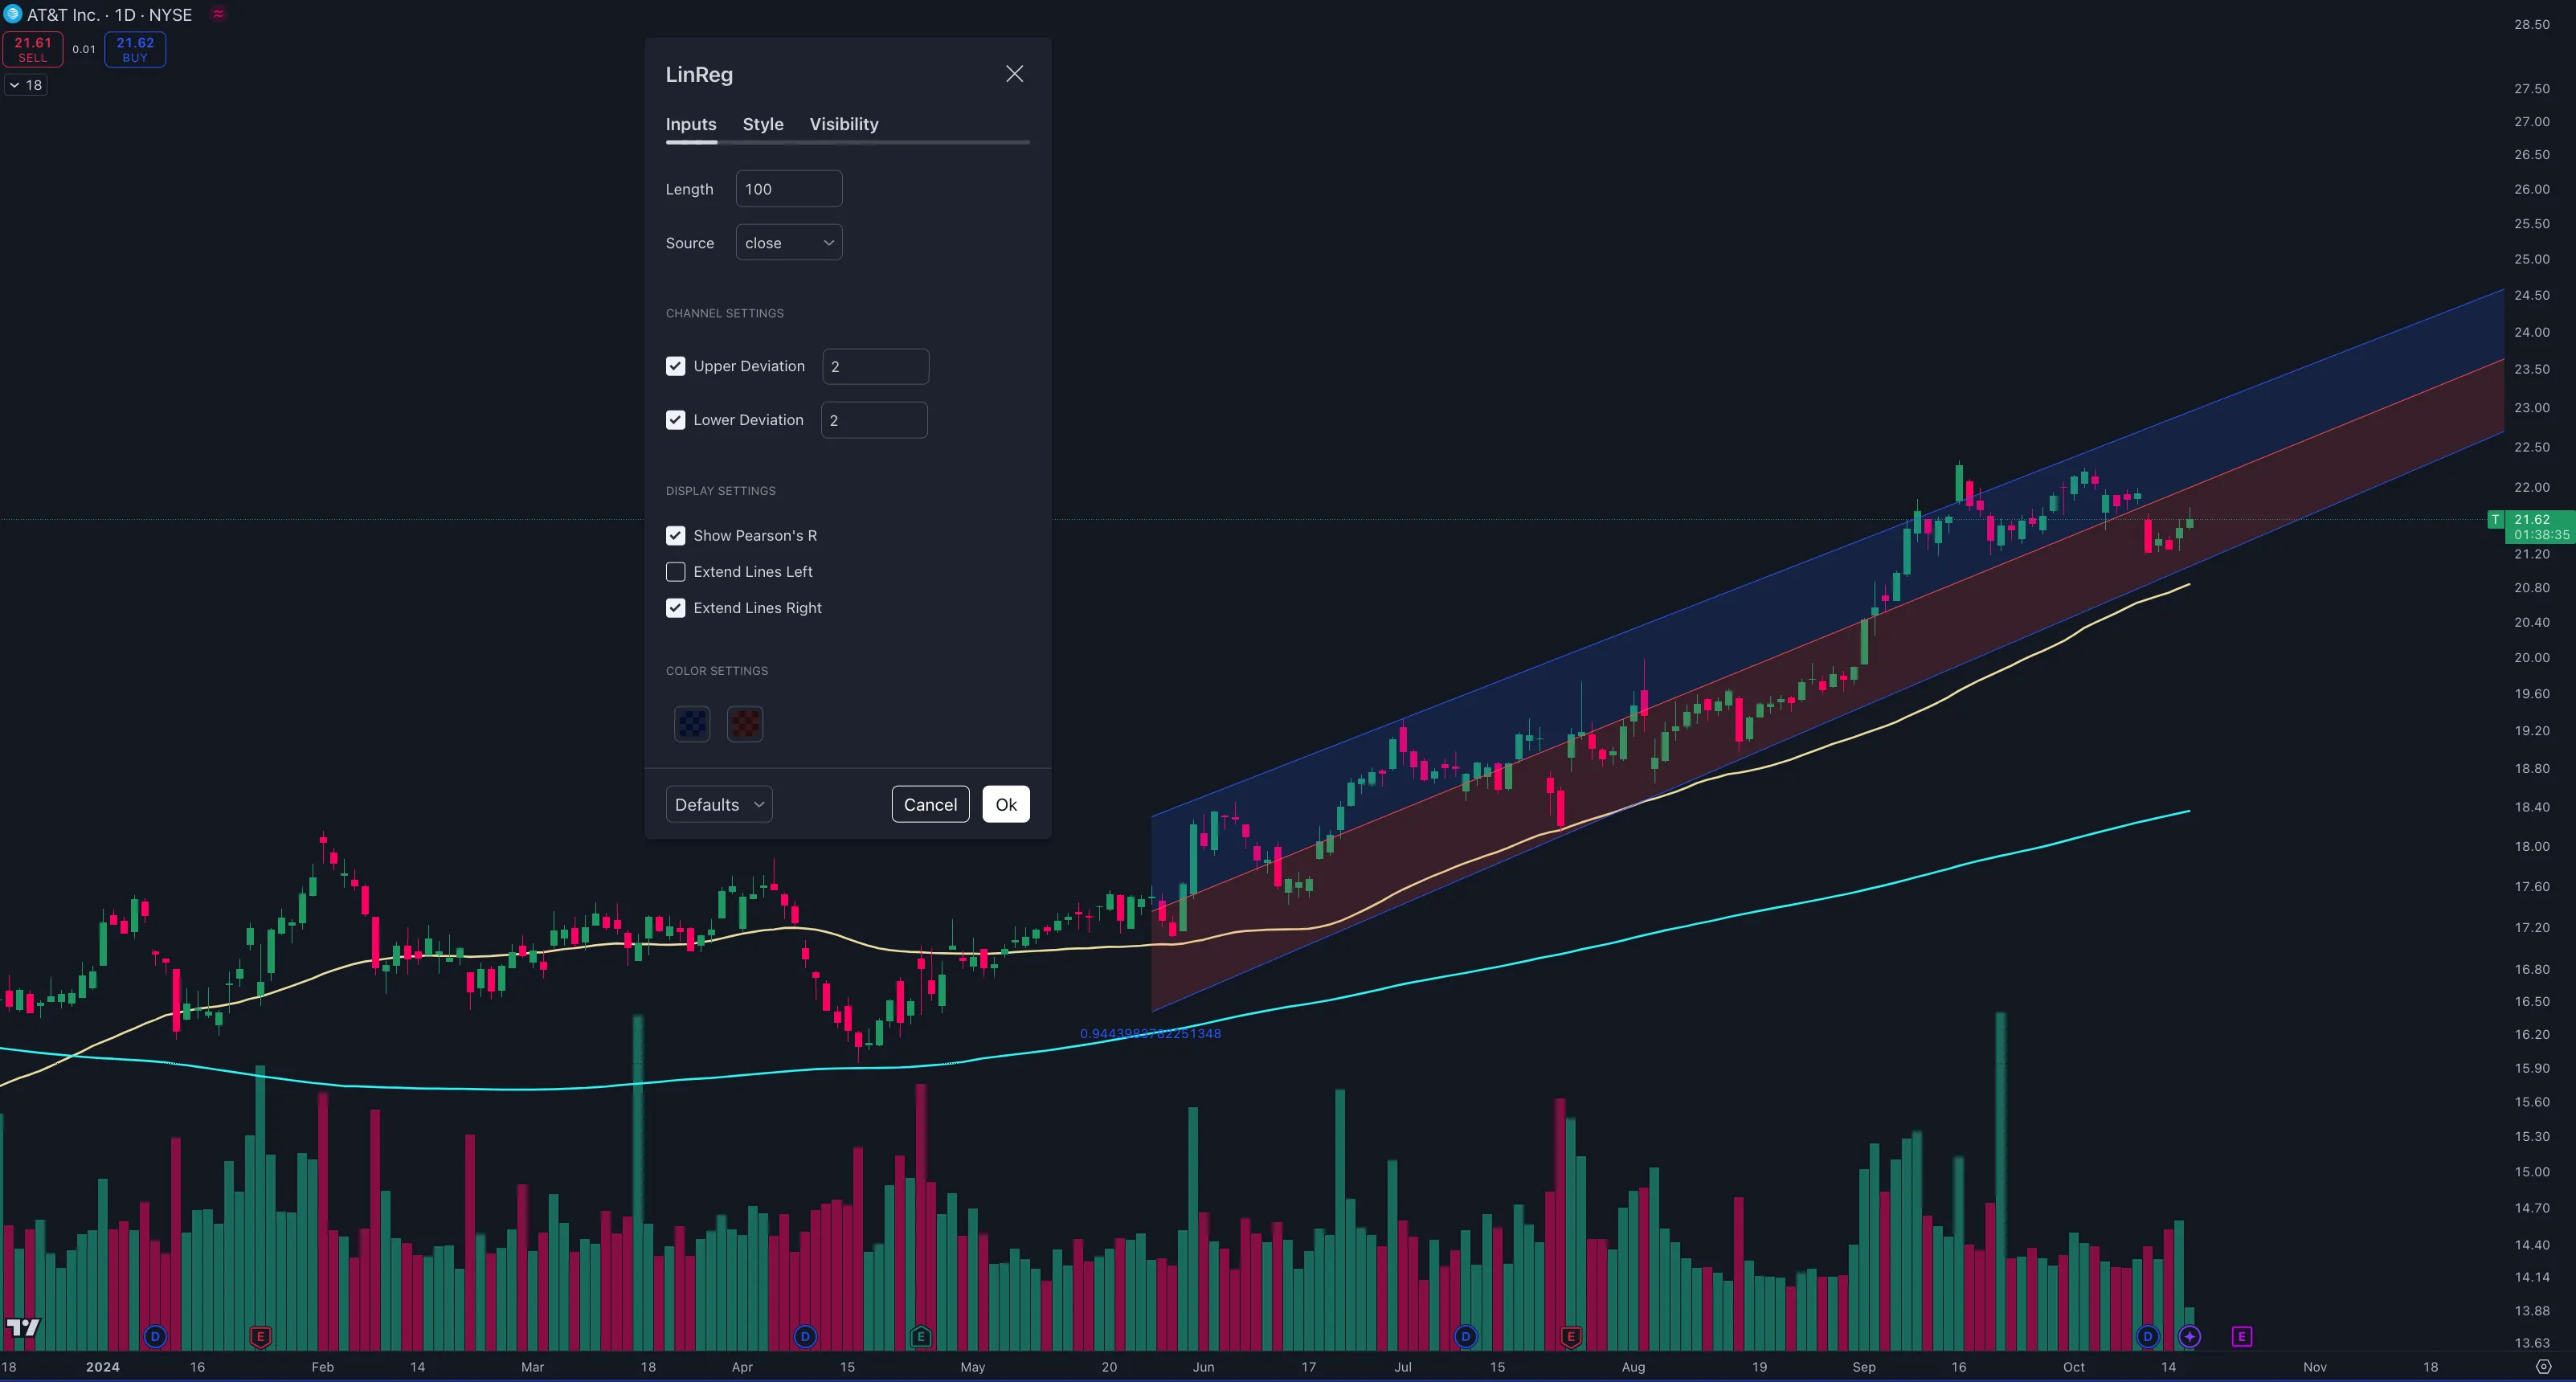 AT&T Inc. · 1D · NYSE
21.61
SELL
0.01
21.62
BUY
18
LinReg
Inputs Style Visibility
Length 100
Source close
CHANNEL SETTINGS
Upper Deviation 2
Lower Deviation 2
DISPLAY SETTINGS
Show Pearson's R
Extend Lines Left
Extend Lines Right
COLOR SETTINGS
Defaults Cancel Ok
28.50
27.50
27.00
26.50
26.00
25.50
25.00
24.50
24.00
23.50
23.00
22.50
22.00
T 21.62
01:38:35
21.20
20.80
20.40
20.00
19.60
19.20
18.80
18.40
18.00
17.60
17.20
16.80
16.50
16.20
15.90
15.60
15.30
15.00
14.70
14.40
14.14
13.88
13.63
D E D E D E D E
18 2024 16 Feb 14 Mar 18 Apr 15 May 20 Jun 17 Jul 15 Aug 19 Sep 16 Oct 14 Nov 18